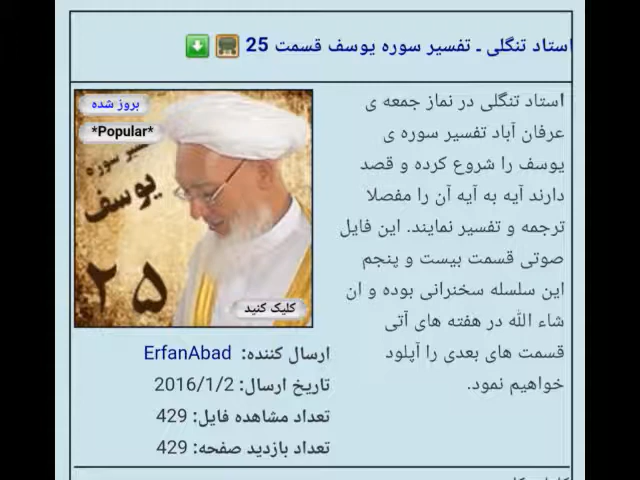 استاد تنگلی ـ تفسیر سوره یوسف قسمت 25
بروز شده
*Popular*
تفسیر سوره
یوسف
۲۵
کلیک کنید
استاد تنگلی در نماز جمعه ی
عرفان آباد تفسیر سوره ی
یوسف را شروع کرده و قصد
دارند آیه به آیه آن را مفصلا
ترجمه و تفسیر نمایند. این فایل
صوتی قسمت بیست و پنجم
این سلسله سخنرانی بوده و ان
شاء الله در هفته های آتی
قسمت های بعدی را آپلود
خواهیم نمود.
ارسال کننده: ErfanAbad
تاریخ ارسال: 2016/1/2
تعداد مشاهده فایل: 429
تعداد بازدید صفحه: 429